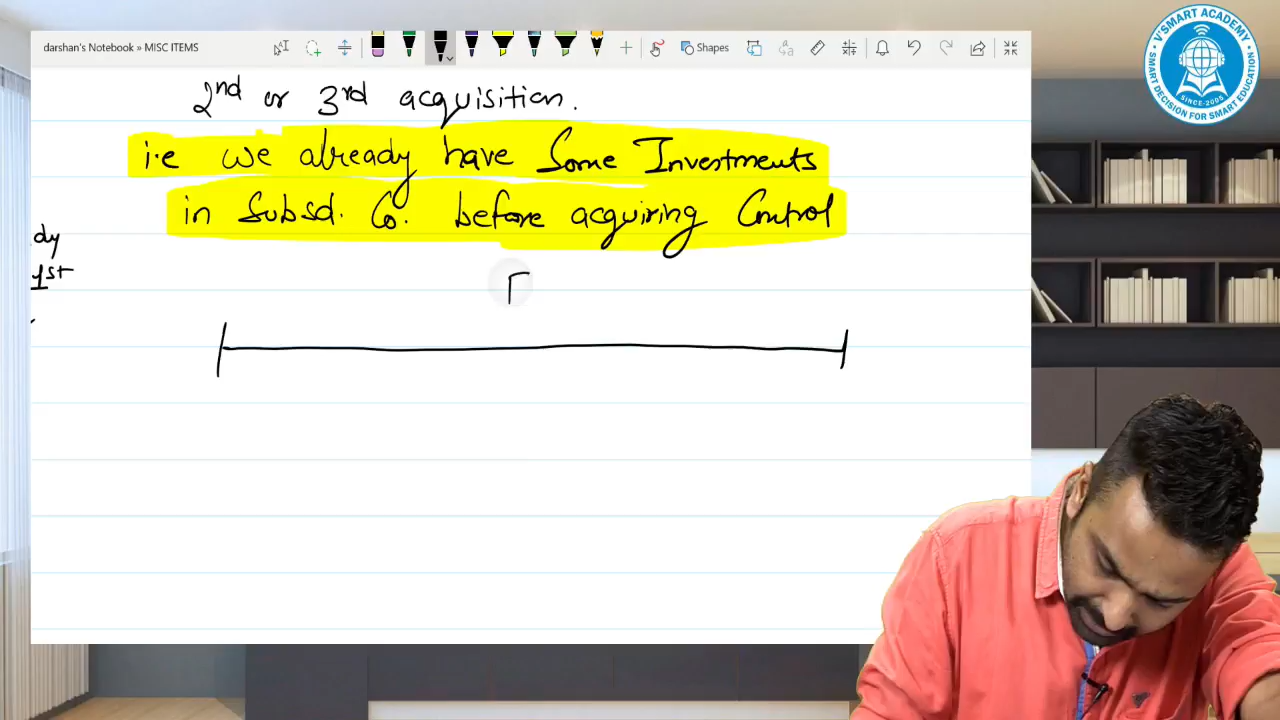 darshan's Notebook » MISC ITEMS
Shapes
2nd or 3rd acquisition.
i.e we already have Some Investments
in Subsd. Co. before acquiring Control
dy
1st
V'SMART ACADEMY
SMART DECISION FOR SMART EDUCATION
SINCE-2005